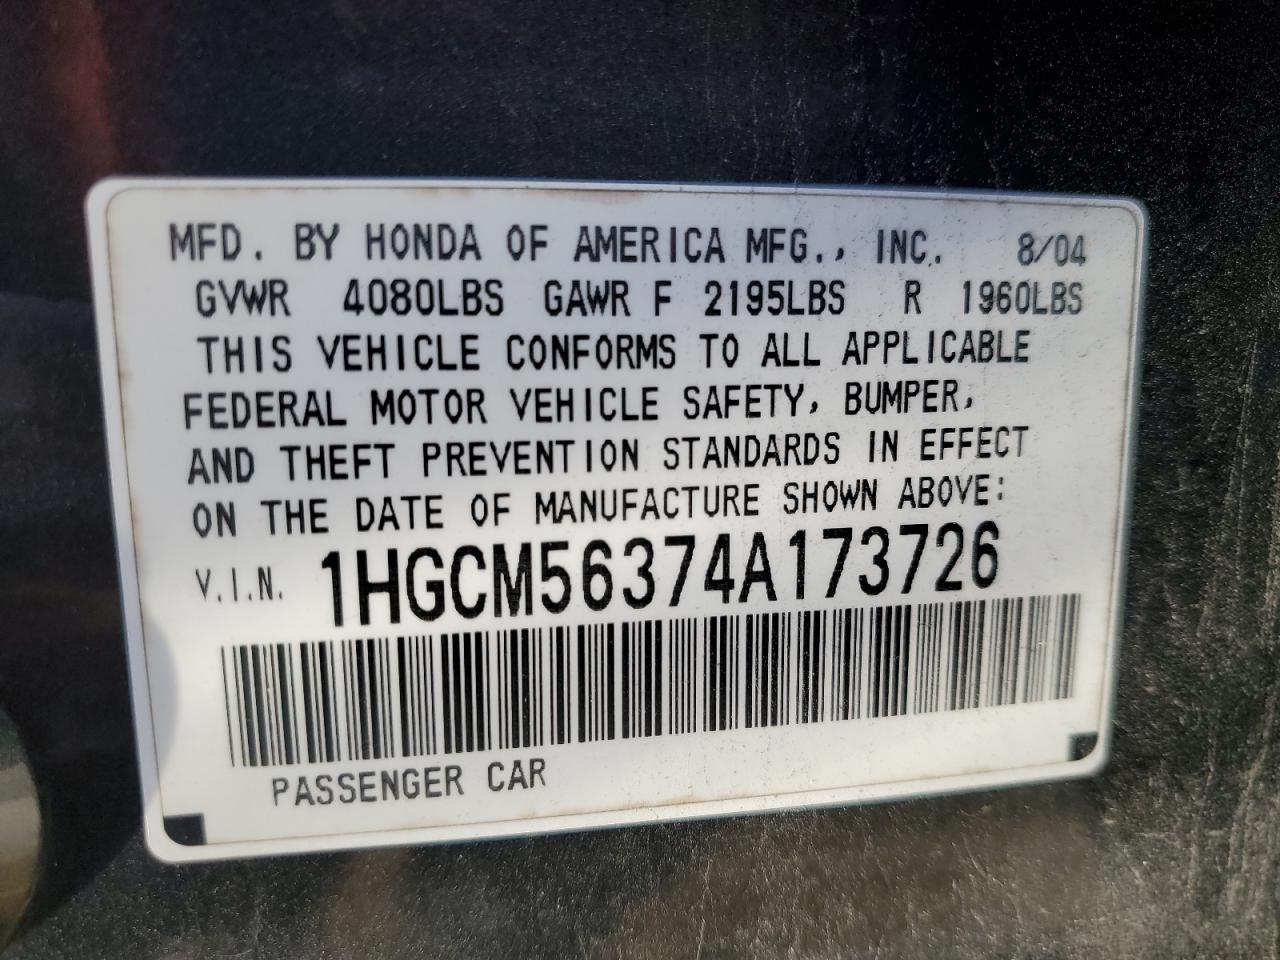 MFD. BY HONDA OF AMERICA MFG., INC. 8/04
GVWR 4080LBS GAWR F 2195LBS R 1960LBS
THIS VEHICLE CONFORMS TO ALL APPLICABLE
FEDERAL MOTOR VEHICLE SAFETY, BUMPER,
AND THEFT PREVENTION STANDARDS IN EFFECT
ON THE DATE OF MANUFACTURE SHOWN ABOVE:
V.I.N. 1HGCM56374A173726
PASSENGER CAR